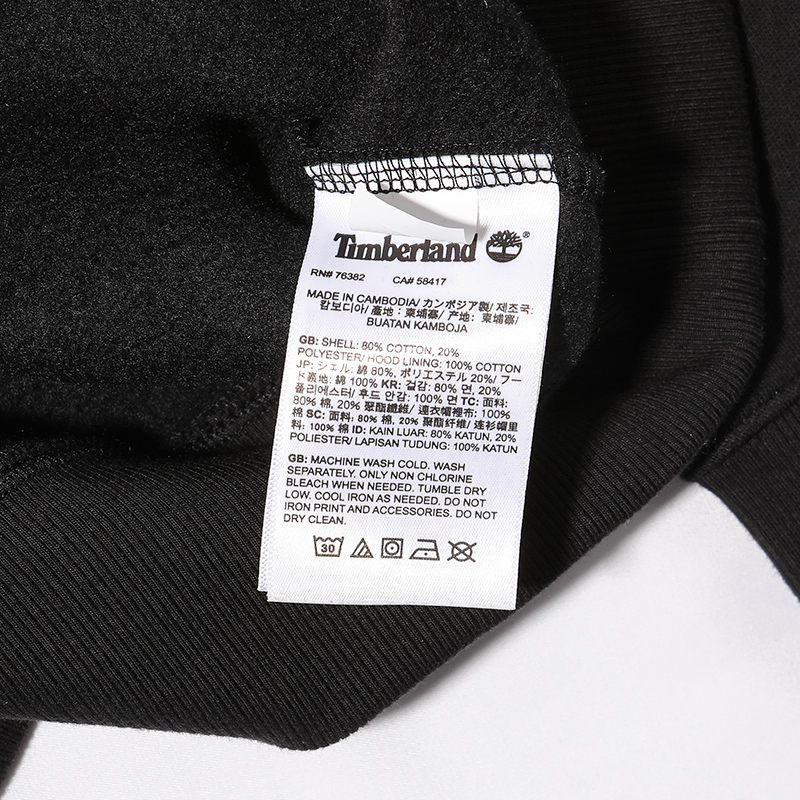 Timberland®
RN# 76382 CA# 58417
MADE IN CAMBODIA/ カンボジア製/ 제조국:
캄보디아/ 產地: 柬埔寨/ 产地: 柬埔寨/
BUATAN KAMBOJA
GB: SHELL: 80% COTTON, 20%
POLYESTER/ HOOD LINING: 100% COTTON
JP: シェル: 綿 80%, ポリエステル 20%/ フー
ド裏地: 綿 100% KR: 겉감: 80% 면, 20%
폴리에스터/ 후드 안감: 100% 면 TC: 面料:
80% 棉, 20% 聚酯纖維/ 連衣帽裡布: 100%
棉 SC: 面料: 80% 棉, 20% 聚酯纤维/ 连衫帽里
料: 100% 棉 ID: KAIN LUAR: 80% KATUN, 20%
POLIESTER/ LAPISAN TUDUNG: 100% KATUN
GB: MACHINE WASH COLD. WASH
SEPARATELY. ONLY NON CHLORINE
BLEACH WHEN NEEDED. TUMBLE DRY
LOW. COOL IRON AS NEEDED. DO NOT
IRON PRINT AND ACCESSORIES. DO NOT
DRY CLEAN.
30